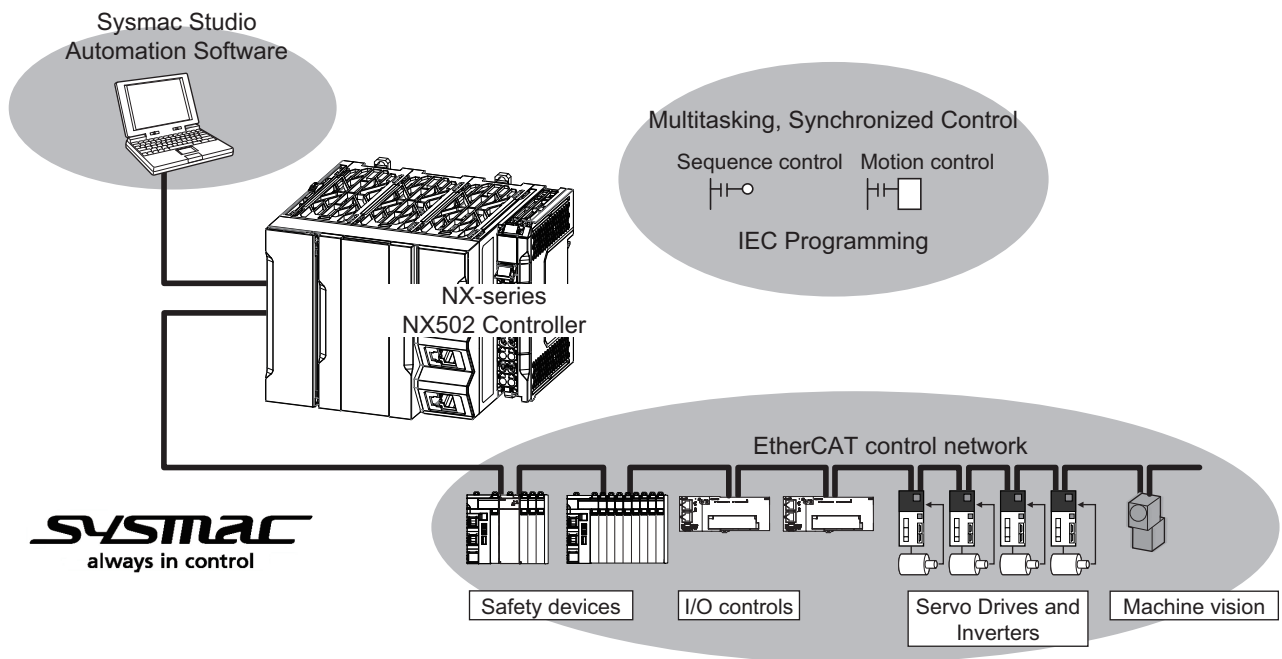 Sysmac Studio
Automation Software
Multitasking, Synchronized Control
Sequence control
Motion control
IEC Programming
NX-series
NX502 Controller
EtherCAT control network
sysmac
always in control
Safety devices
I/O controls
Servo Drives and
Inverters
Machine vision